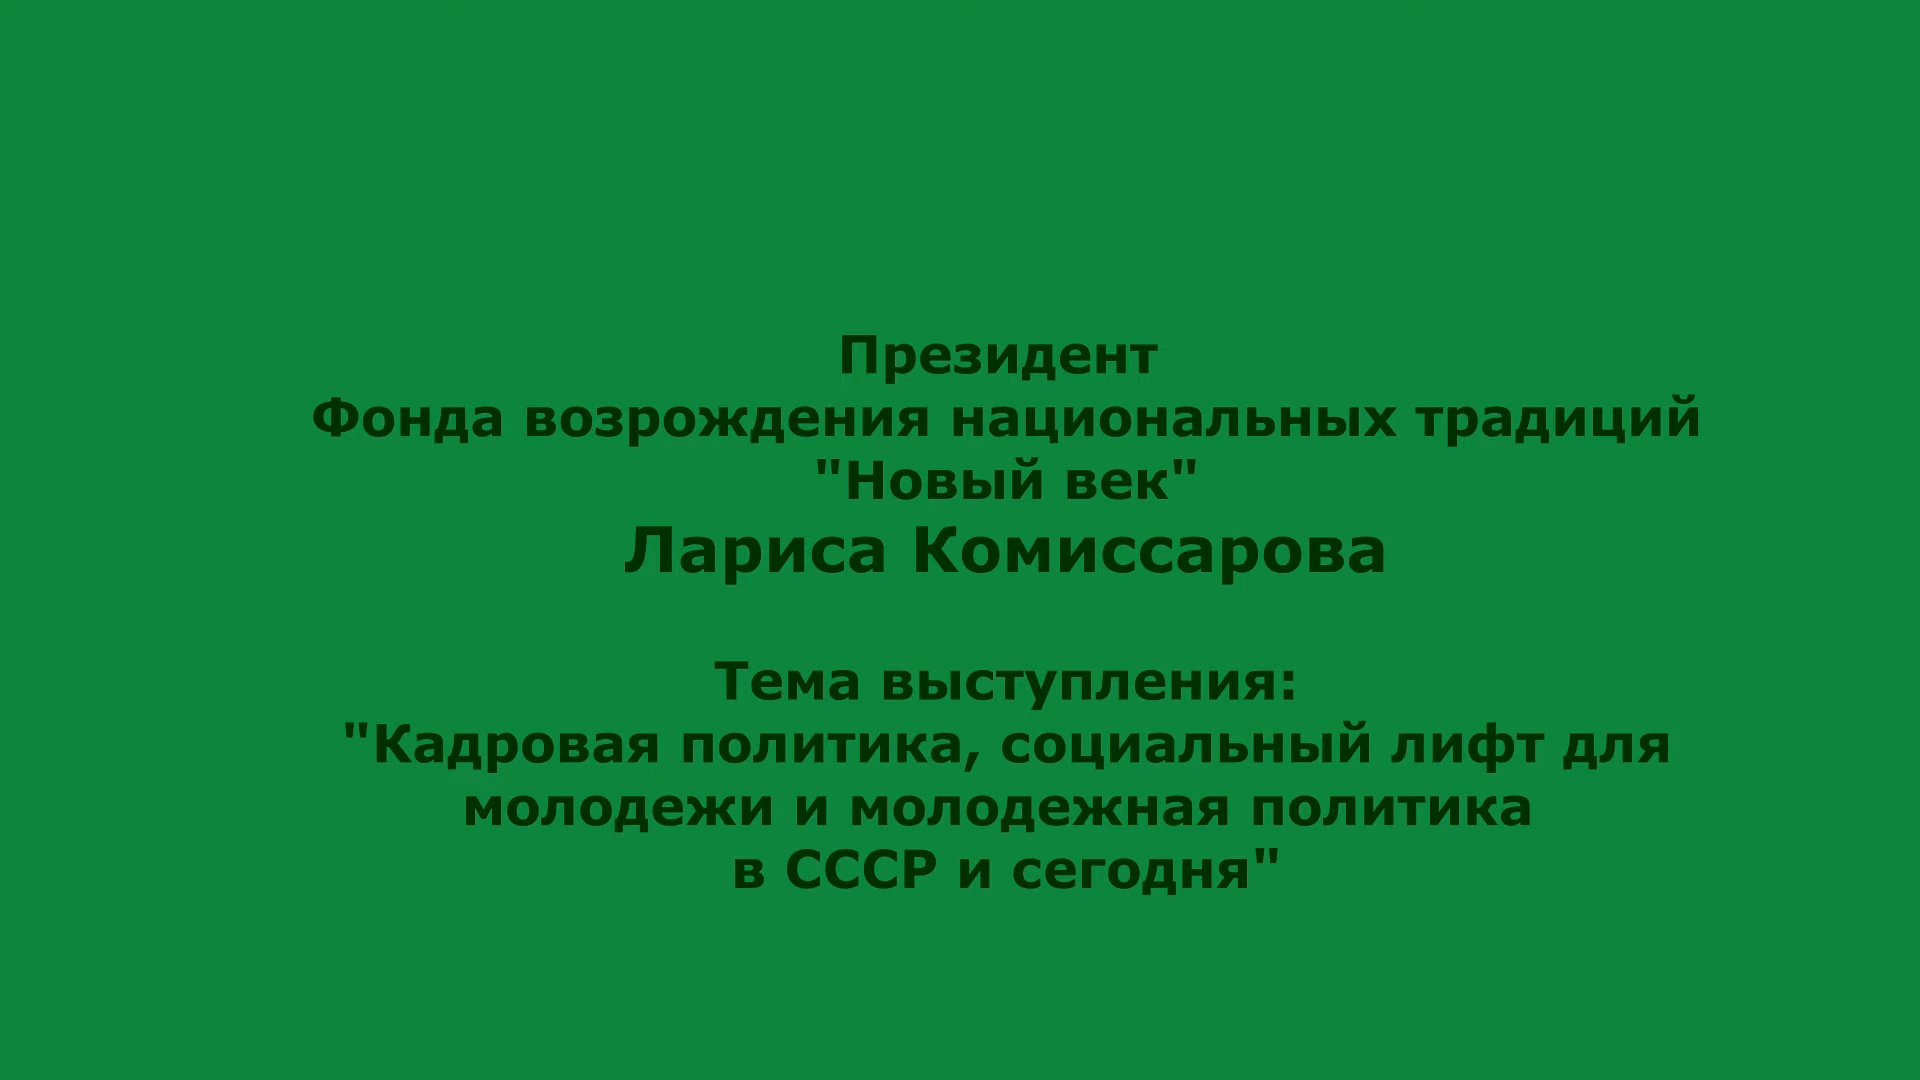 Президент
Фонда возрождения национальных традиций
"Новый век"
Лариса Комиссарова
Тема выступления:
"Кадровая политика, социальный лифт для
молодежи и молодежная политика
в СССР и сегодня"